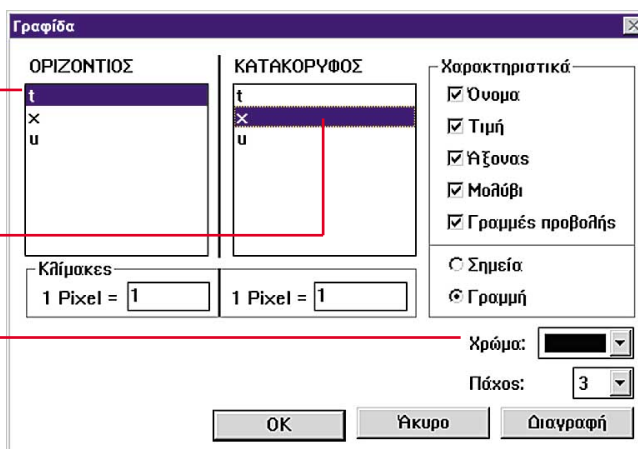 Γραφίδα
ΟΡΙΖΟΝΤΙΟΣ
t
x
u
ΚΑΤΑΚΟΡΥΦΟΣ
t
x
u
Χαρακτηριστικά
Όνομα
Τιμή
Άξονας
Μολύβι
Γραμμές προβολής
Σημεία
Γραμμή
Κλίμακες
1 Pixel = 1
1 Pixel = 1
Χρώμα:
Πάχος: 3
OK
Άκυρο
Διαγραφή